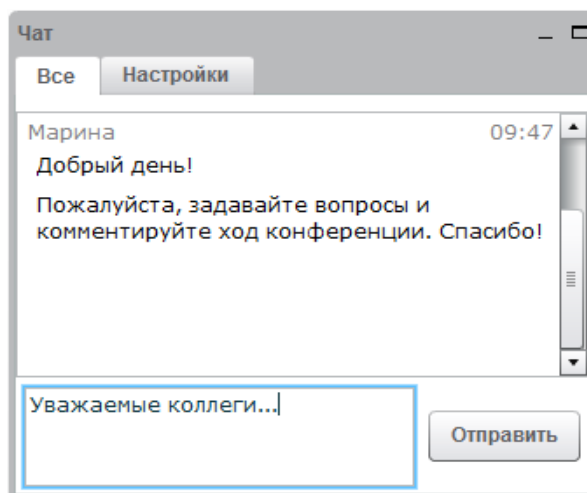 Чат
Все
Настройки
Марина 09:47
Добрый день!
Пожалуйста, задавайте вопросы и
комментируйте ход конференции. Спасибо!
Уважаемые коллеги...
Отправить